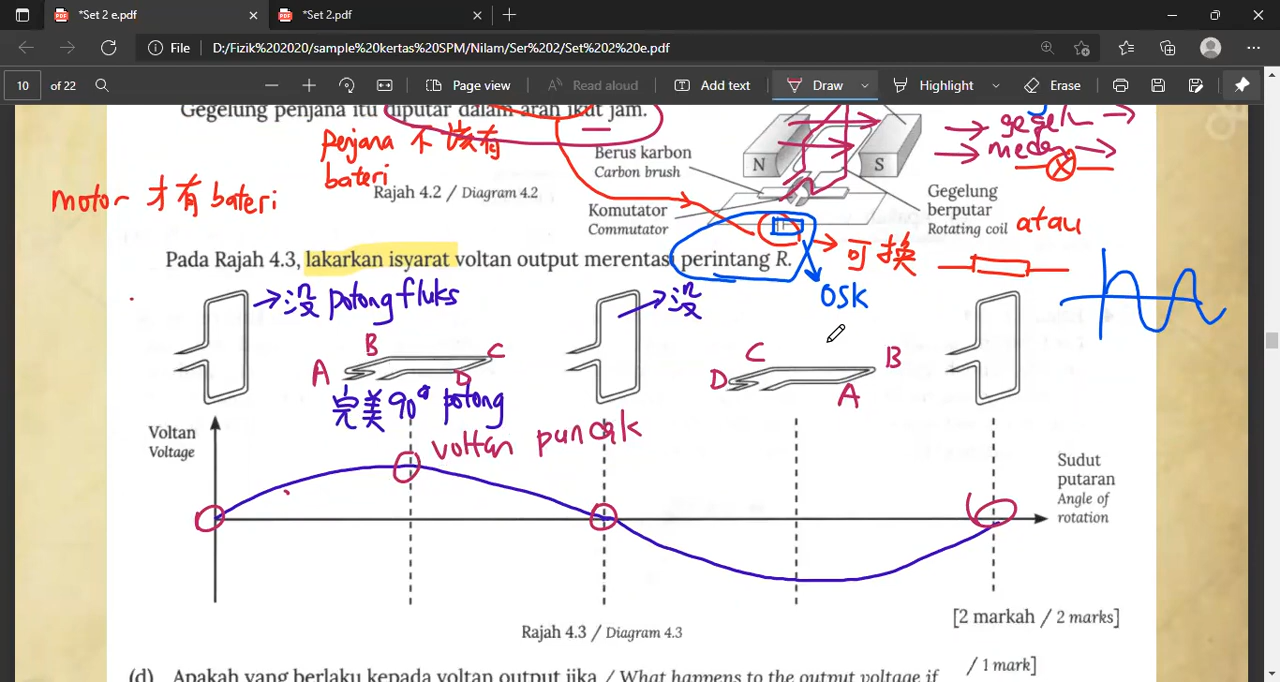 *Set 2 e.pdf
*Set 2.pdf
File
D:/Fizik%202020/sample%20kertas%20SPM/Nilam/Ser%202/Set%202%20e.pdf
10
of 22
Page view
Read aloud
Add text
Draw
Highlight
Erase
Gegelung penjana itu diputar dalam arah ikut jam.
penjana 不该有
bateri
motor 才有 bateri
Rajah 4.2 / Diagram 4.2
Berus karbon
Carbon brush
N
S
Komutator
Commutator
Gegelung
berputar
Rotating coil
medan
可换
atau
Pada Rajah 4.3, lakarkan isyarat voltan output merentasi perintang R.
OSK
没 potong fluks
没
A
B
C
D
D
C
B
A
完美90° potong
voltan puncak
Voltan
Voltage
Sudut
putaran
Angle of
rotation
[2 markah / 2 marks]
Rajah 4.3 / Diagram 4.3
/ 1 mark]
(d) Apakah yang berlaku kepada voltan output jika / What happens to the output voltage if